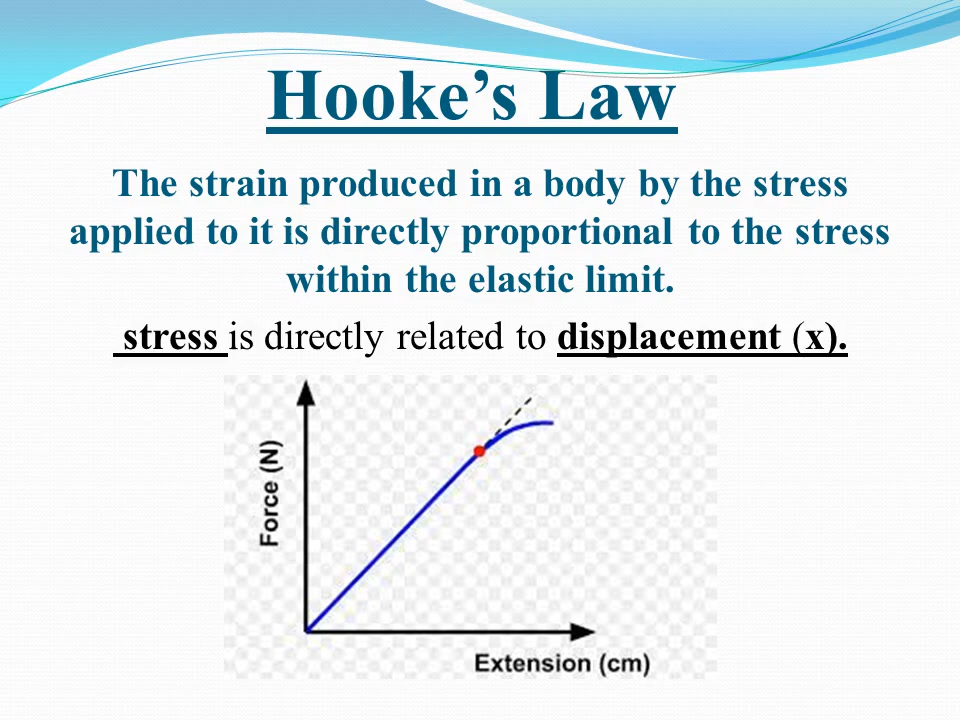 Hooke’s Law
The strain produced in a body by the stress
applied to it is directly proportional to the stress
within the elastic limit.
stress is directly related to displacement (x).
Force (N)
Extension (cm)